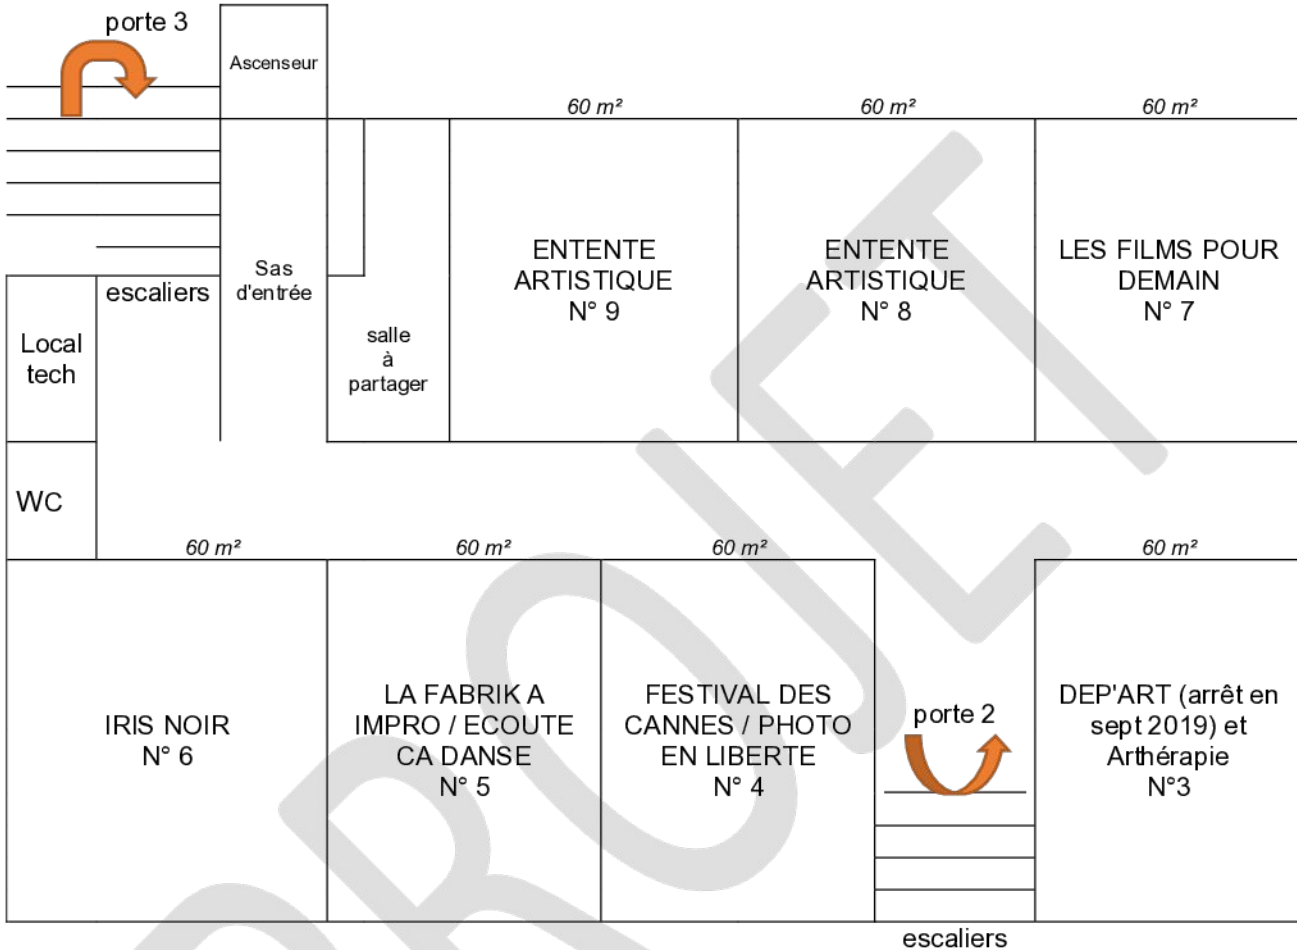 porte 3
Ascenseur
60 m²
60 m²
60 m²
escaliers
Sas
d'entrée
Local
tech
salle
à
partager
ENTENTE
ARTISTIQUE
N° 9
ENTENTE
ARTISTIQUE
N° 8
LES FILMS POUR
DEMAIN
N° 7
WC
60 m²
60 m²
60 m²
60 m²
IRIS NOIR
N° 6
LA FABRIK A
IMPRO / ECOUTE
CA DANSE
N° 5
FESTIVAL DES
CANNES / PHOTO
EN LIBERTE
N° 4
porte 2
DEP'ART (arrêt en
sept 2019) et
Arthérapie
N°3
escaliers
PROJET